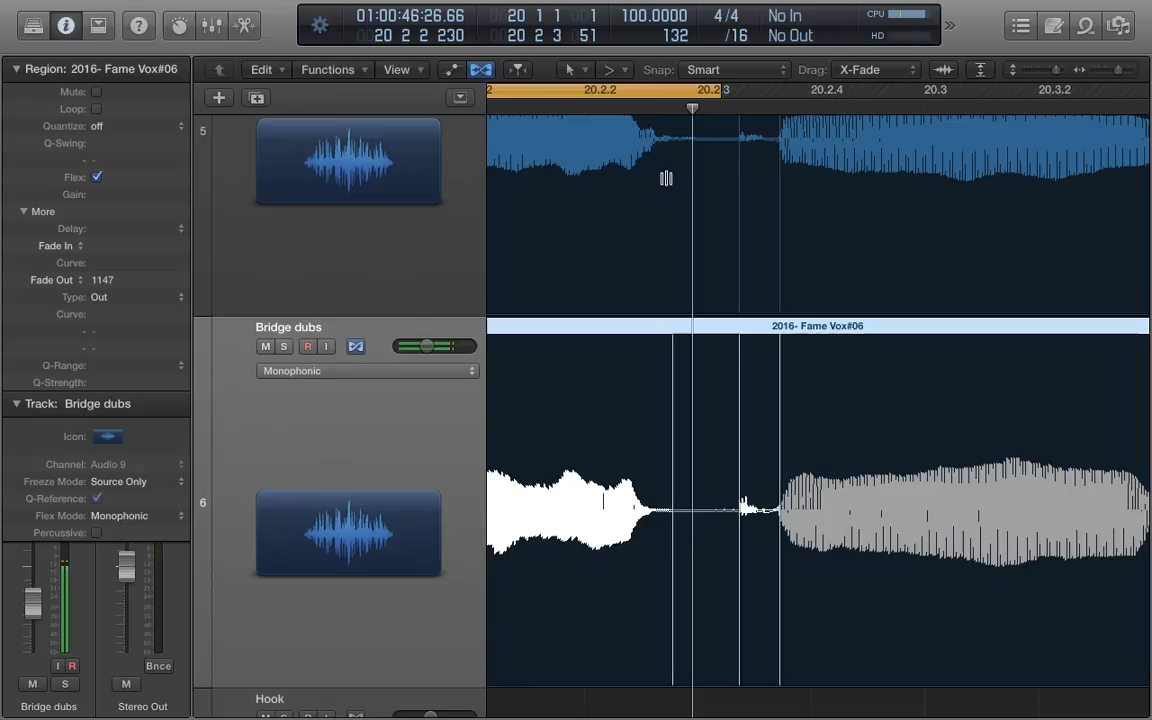 01:00:46:26.66
20 1 1 1
100.0000
4/4
No In
CPU
20 2 2 230
20 2 3 51
132
/16
No Out
HD
Region: 2016- Fame Vox#06
Edit
Functions
View
Snap: Smart
Drag: X-Fade
Mute:
Loop:
Quantize: off
Q-Swing:
- -
Flex:
Gain:
More
Delay:
Fade In
Curve:
Fade Out 1147
Type: Out
Curve:
- -
- -
Q-Range:
Q-Strength:
Track: Bridge dubs
Icon:
Channel: Audio 9
Freeze Mode: Source Only
Q-Reference:
Flex Mode: Monophonic
Percussive:
I R
Bnce
M S
M
Bridge dubs
Stereo Out
2
20.2.2
20.2.3
20.2.4
20.3
20.3.2
5
Bridge dubs
M S R I
Monophonic
6
2016- Fame Vox#06
Hook